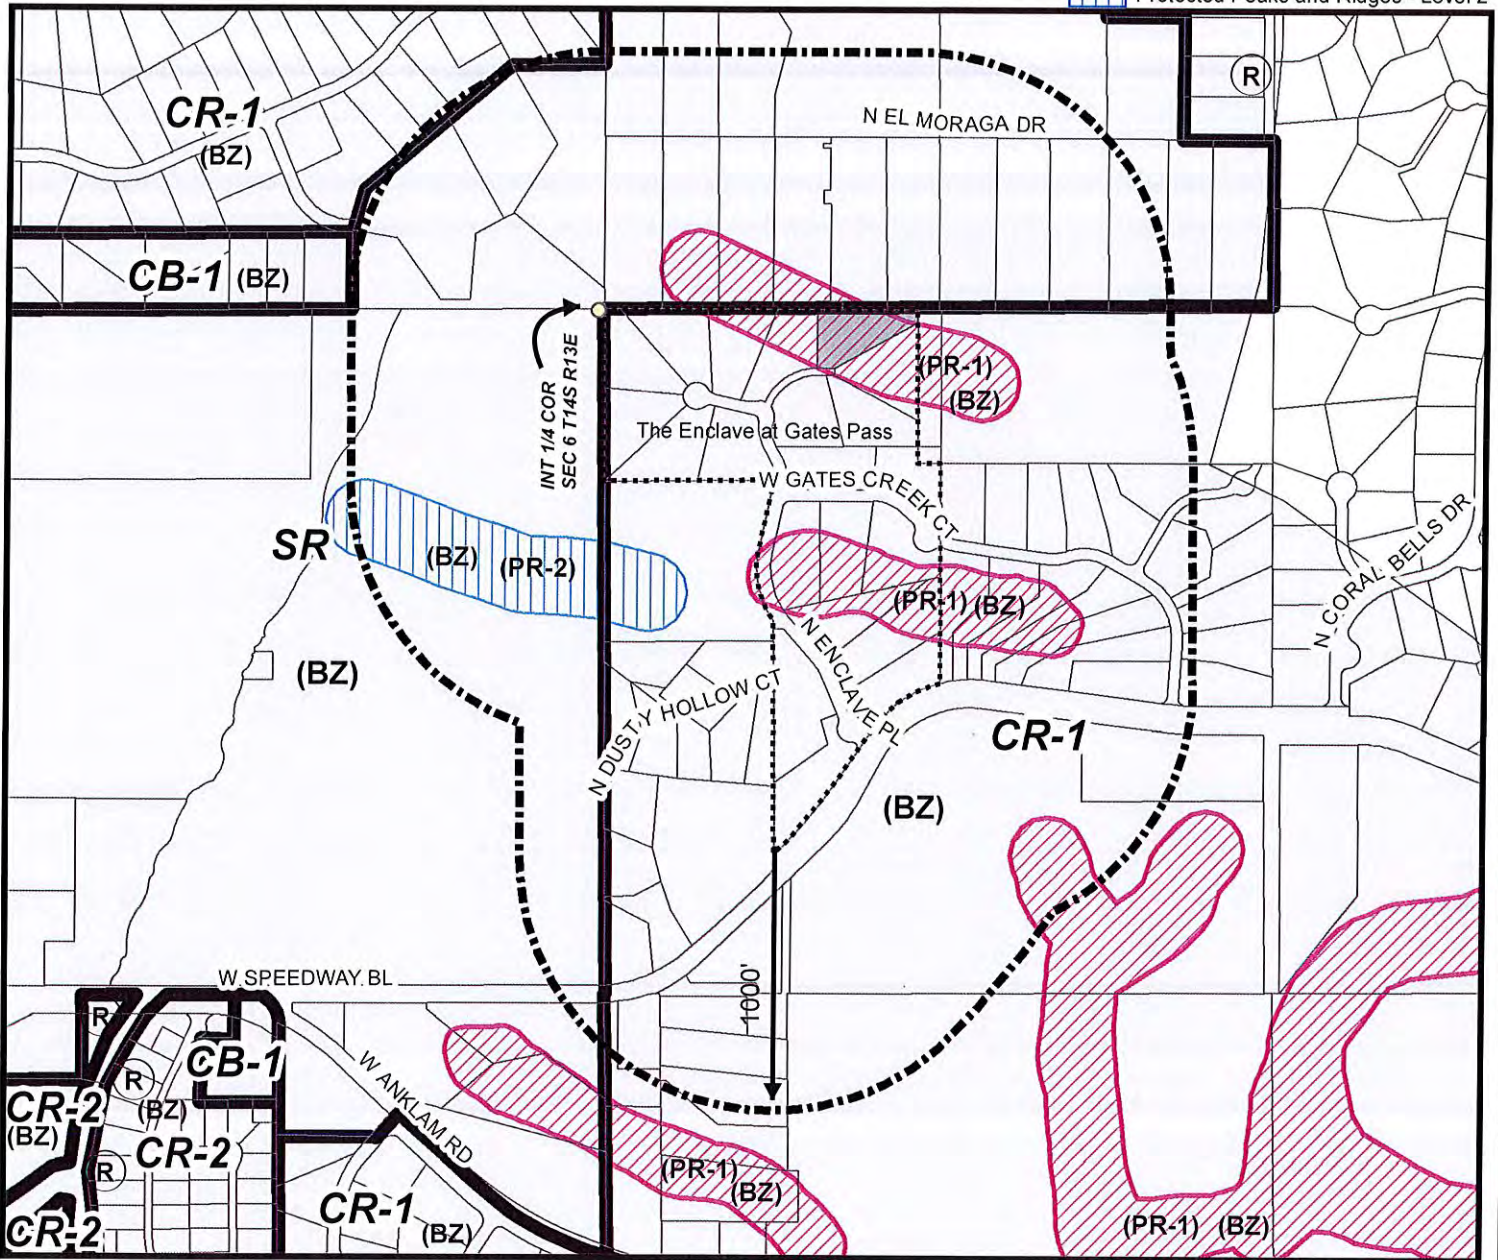 Protected Peaks and Ridges - Level 2
R
CR-1
(BZ)
N EL MORAGA DR
CB-1 (BZ)
INT 1/4 COR
SEC 6 T14S R13E
(PR-1)
(BZ)
The Enclave at Gates Pass
W GATES CREEK CT
SR
(BZ) (PR-2)
N CORAL BELLS DR
(PR-1) (BZ)
N ENCLAVE PL
(BZ)
N DUSTY HOLLOW CT
CR-1
(BZ)
W SPEEDWAY BL
1000'
R
CB-1
R
W ANKLAM RD
CR-2
(BZ)
(BZ)
CR-2
R
(PR-1)
(BZ)
CR-1 (BZ)
CR-2
(PR-1) (BZ)